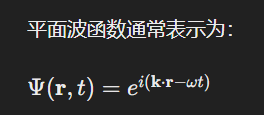 平面波函数通常表示为：
Ψ(𝐫, t) = e^{i(𝐤·𝐫−ωt)}